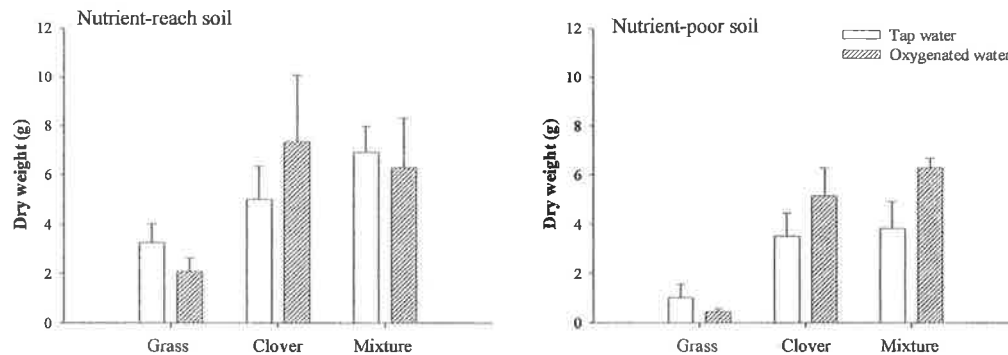 Nutrient-reach soil
12
10
8
6
4
2
0
Dry weight (g)
Grass Clover Mixture
Nutrient-poor soil
Tap water
Oxygenated water
12
10
8
6
4
2
0
Dry weight (g)
Grass Clover Mixture